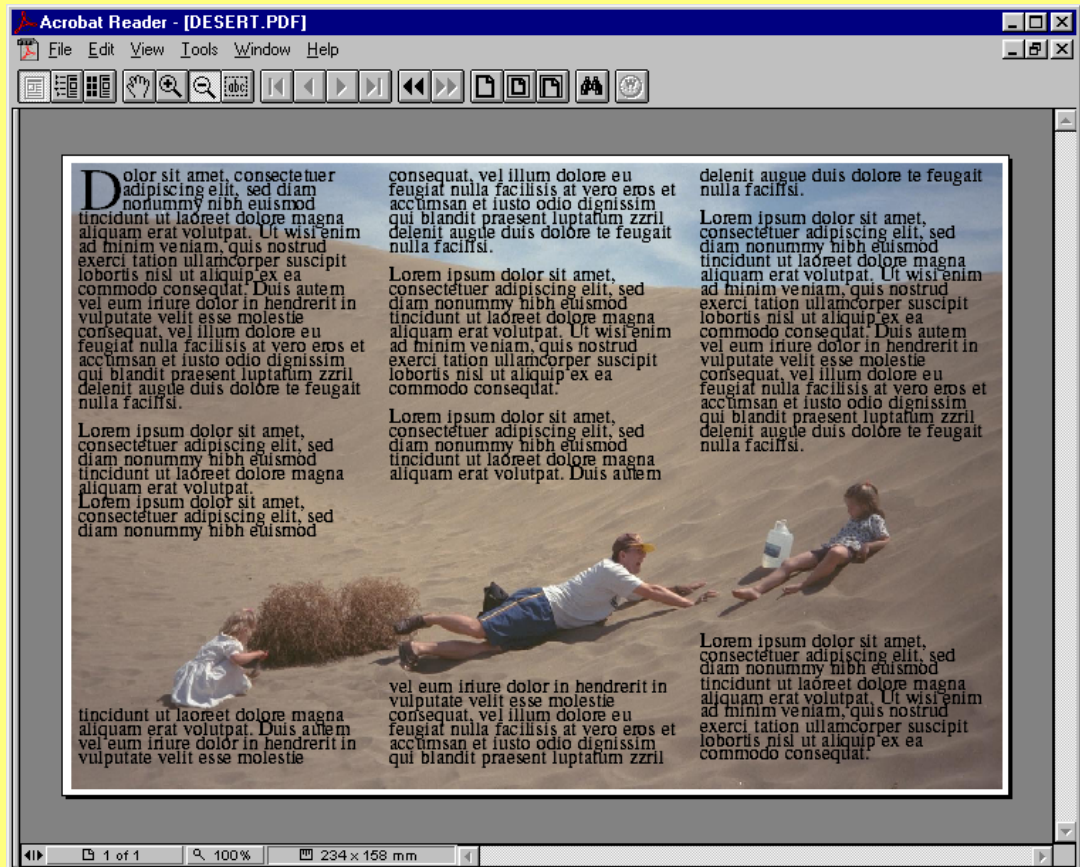 Acrobat Reader - [DESERT.PDF]
File Edit View Tools Window Help
abc
Dolor sit amet, consectetuer
adipiscing elit, sed diam
nonummy nibh euismod
tincidunt ut laoreet dolore magna
aliquam erat volutpat. Ut wisi enim
ad minim veniam, quis nostrud
exerci tation ullamcorper suscipit
lobortis nisl ut aliquip ex ea
commodo consequat. Duis autem
vel eum iriure dolor in hendrerit in
vulputate velit esse molestie
consequat, vel illum dolore eu
feugiat nulla facilisis at vero eros et
accumsan et iusto odio dignissim
qui blandit praesent luptatum zzril
delenit augue duis dolore te feugait
nulla facilisi.
Lorem ipsum dolor sit amet,
consectetuer adipiscing elit, sed
diam nonummy nibh euismod
tincidunt ut laoreet dolore magna
aliquam erat volutpat.
Lorem ipsum dolor sit amet,
consectetuer adipiscing elit, sed
diam nonummy nibh euismod
tincidunt ut laoreet dolore magna
aliquam erat volutpat. Duis autem
vel eum iriure dolor in hendrerit in
vulputate velit esse molestie
consequat, vel illum dolore eu
feugiat nulla facilisis at vero eros et
accumsan et iusto odio dignissim
qui blandit praesent luptatum zzril
delenit augue duis dolore te feugait
nulla facilisi.
Lorem ipsum dolor sit amet,
consectetuer adipiscing elit, sed
diam nonummy nibh euismod
tincidunt ut laoreet dolore magna
aliquam erat volutpat. Ut wisi enim
ad minim veniam, quis nostrud
exerci tation ullamcorper suscipit
lobortis nisl ut aliquip ex ea
commodo consequat.
Lorem ipsum dolor sit amet,
consectetuer adipiscing elit, sed
diam nonummy nibh euismod
tincidunt ut laoreet dolore magna
aliquam erat volutpat. Duis autem
vel eum iriure dolor in hendrerit in
vulputate velit esse molestie
consequat, vel illum dolore eu
feugiat nulla facilisis at vero eros et
accumsan et iusto odio dignissim
qui blandit praesent luptatum zzril
delenit augue duis dolore te feugait
nulla facilisi.
Lorem ipsum dolor sit amet,
consectetuer adipiscing elit, sed
diam nonummy nibh euismod
tincidunt ut laoreet dolore magna
aliquam erat volutpat. Ut wisi enim
ad minim veniam, quis nostrud
exerci tation ullamcorper suscipit
lobortis nisl ut aliquip ex ea
commodo consequat. Duis autem
vel eum iriure dolor in hendrerit in
vulputate velit esse molestie
consequat, vel illum dolore eu
feugiat nulla facilisis at vero eros et
accumsan et iusto odio dignissim
qui blandit praesent luptatum zzril
delenit augue duis dolore te feugait
nulla facilisi.
Lorem ipsum dolor sit amet,
consectetuer adipiscing elit, sed
diam nonummy nibh euismod
tincidunt ut laoreet dolore magna
aliquam erat volutpat. Ut wisi enim
ad minim veniam, quis nostrud
exerci tation ullamcorper suscipit
lobortis nisl ut aliquip ex ea
commodo consequat.
1 of 1 100% 234 x 158 mm